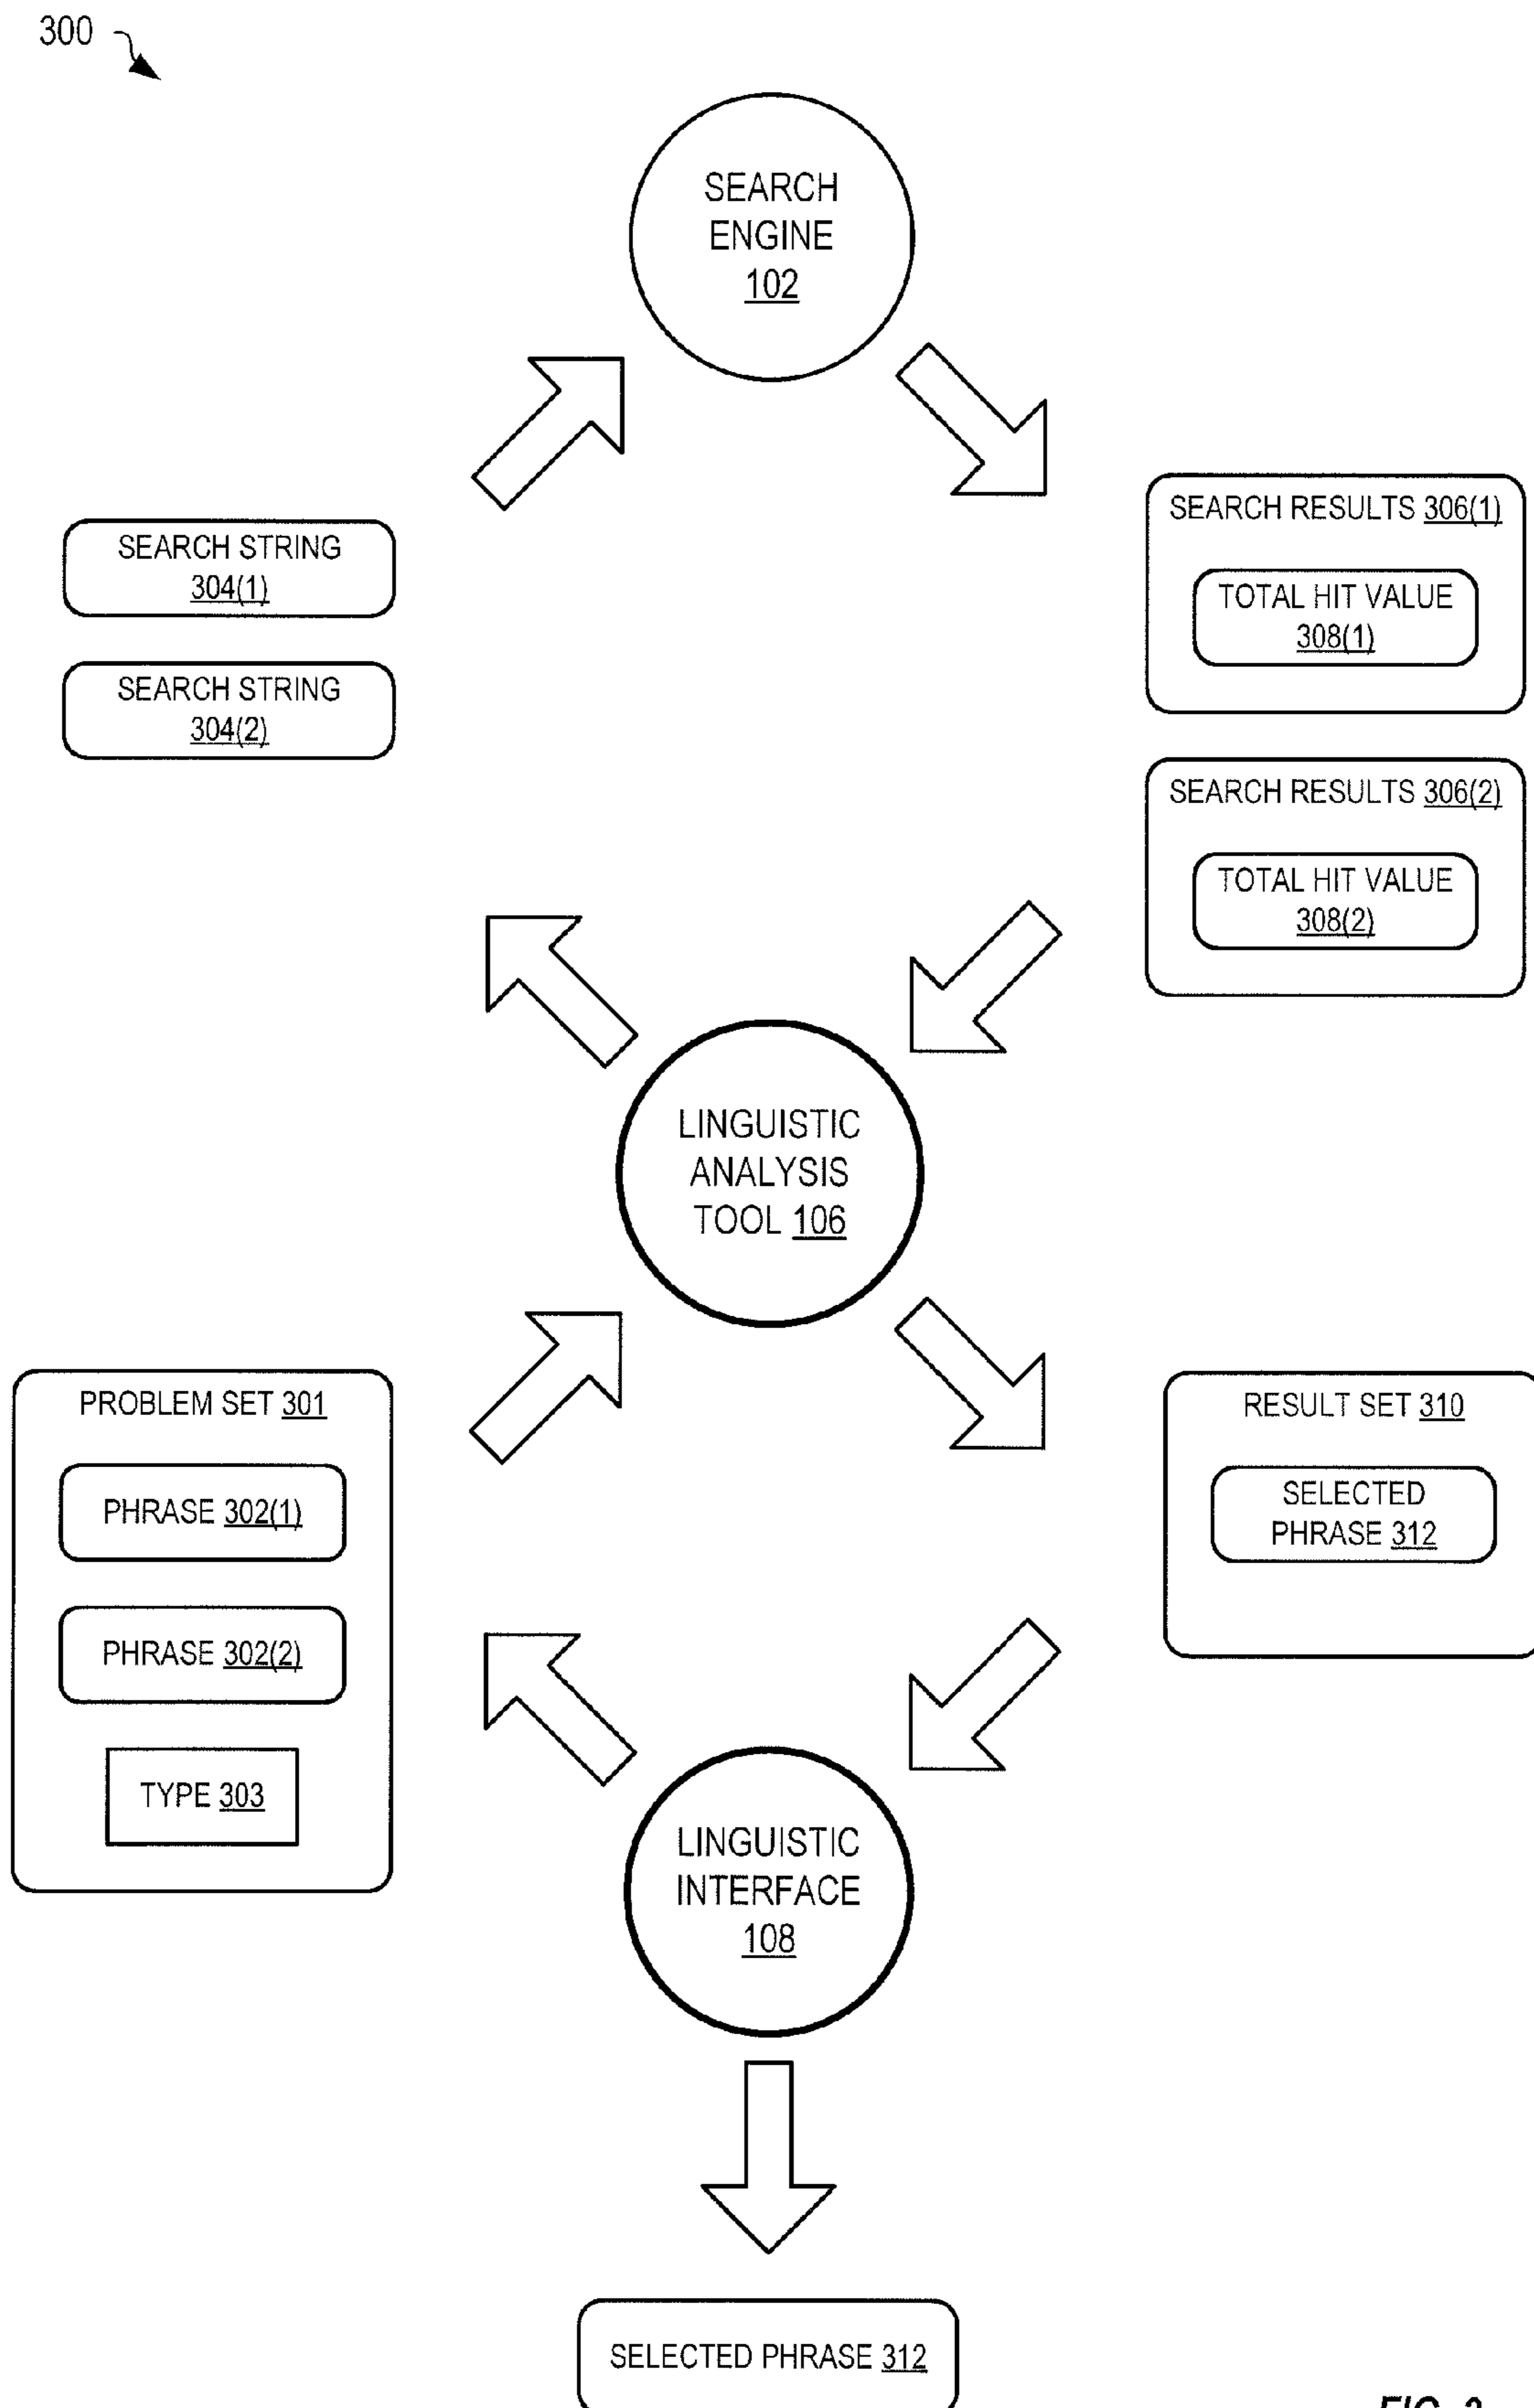 300
SEARCH
ENGINE
102
SEARCH STRING
304(1)
SEARCH STRING
304(2)
SEARCH RESULTS 306(1)
TOTAL HIT VALUE
308(1)
SEARCH RESULTS 306(2)
TOTAL HIT VALUE
308(2)
LINGUISTIC
ANALYSIS
TOOL 106
PROBLEM SET 301
PHRASE 302(1)
PHRASE 302(2)
TYPE 303
RESULT SET 310
SELECTED
PHRASE 312
LINGUISTIC
INTERFACE
108
SELECTED PHRASE 312